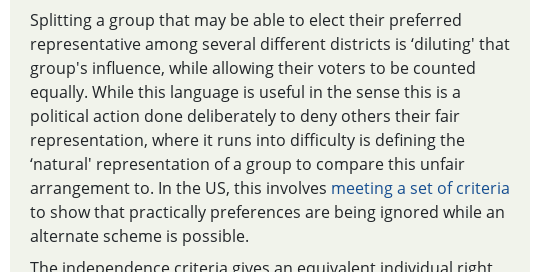 Splitting a group that may be able to elect their preferred
representative among several different districts is ‘diluting' that
group's influence, while allowing their voters to be counted
equally. While this language is useful in the sense this is a
political action done deliberately to deny others their fair
representation, where it runs into difficulty is defining the
‘natural' representation of a group to compare this unfair
arrangement to. In the US, this involves meeting a set of criteria
to show that practically preferences are being ignored while an
alternate scheme is possible.
The independence criteria gives an equivalent individual right